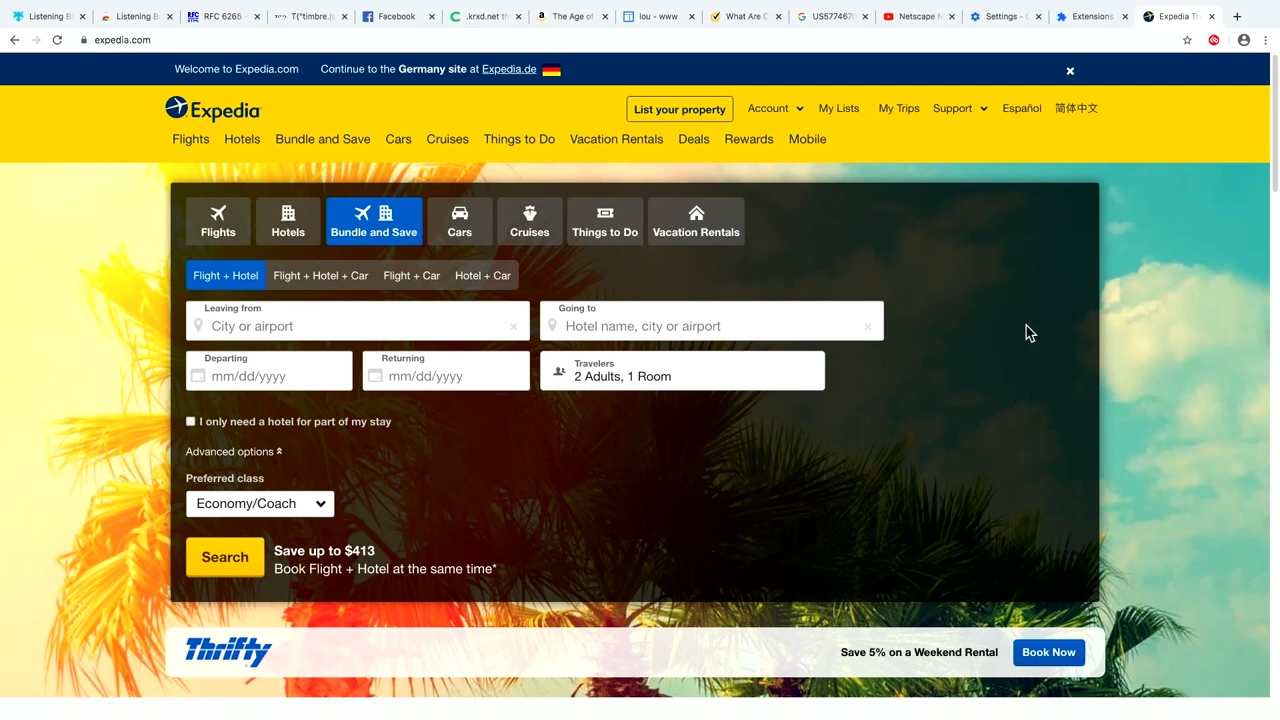 Listening B
Listening B
RFC 6265 -
T("timbre.js
Facebook
.krxd.net th
The Age of
lou - www
What Are C
US577467
Netscape N
Settings - C
Extensions
Expedia Tr
expedia.com
Welcome to Expedia.com Continue to the Germany site at Expedia.de
Expedia
List your property Account My Lists My Trips Support Español 简体中文
Flights Hotels Bundle and Save Cars Cruises Things to Do Vacation Rentals Deals Rewards Mobile
Flights Hotels Bundle and Save Cars Cruises Things to Do Vacation Rentals
Flight + Hotel Flight + Hotel + Car Flight + Car Hotel + Car
Leaving from
City or airport
Going to
Hotel name, city or airport
Departing
mm/dd/yyyy
Returning
mm/dd/yyyy
Travelers
2 Adults, 1 Room
I only need a hotel for part of my stay
Advanced options
Preferred class
Economy/Coach
Search
Save up to $413
Book Flight + Hotel at the same time*
Thrifty
Save 5% on a Weekend Rental
Book Now